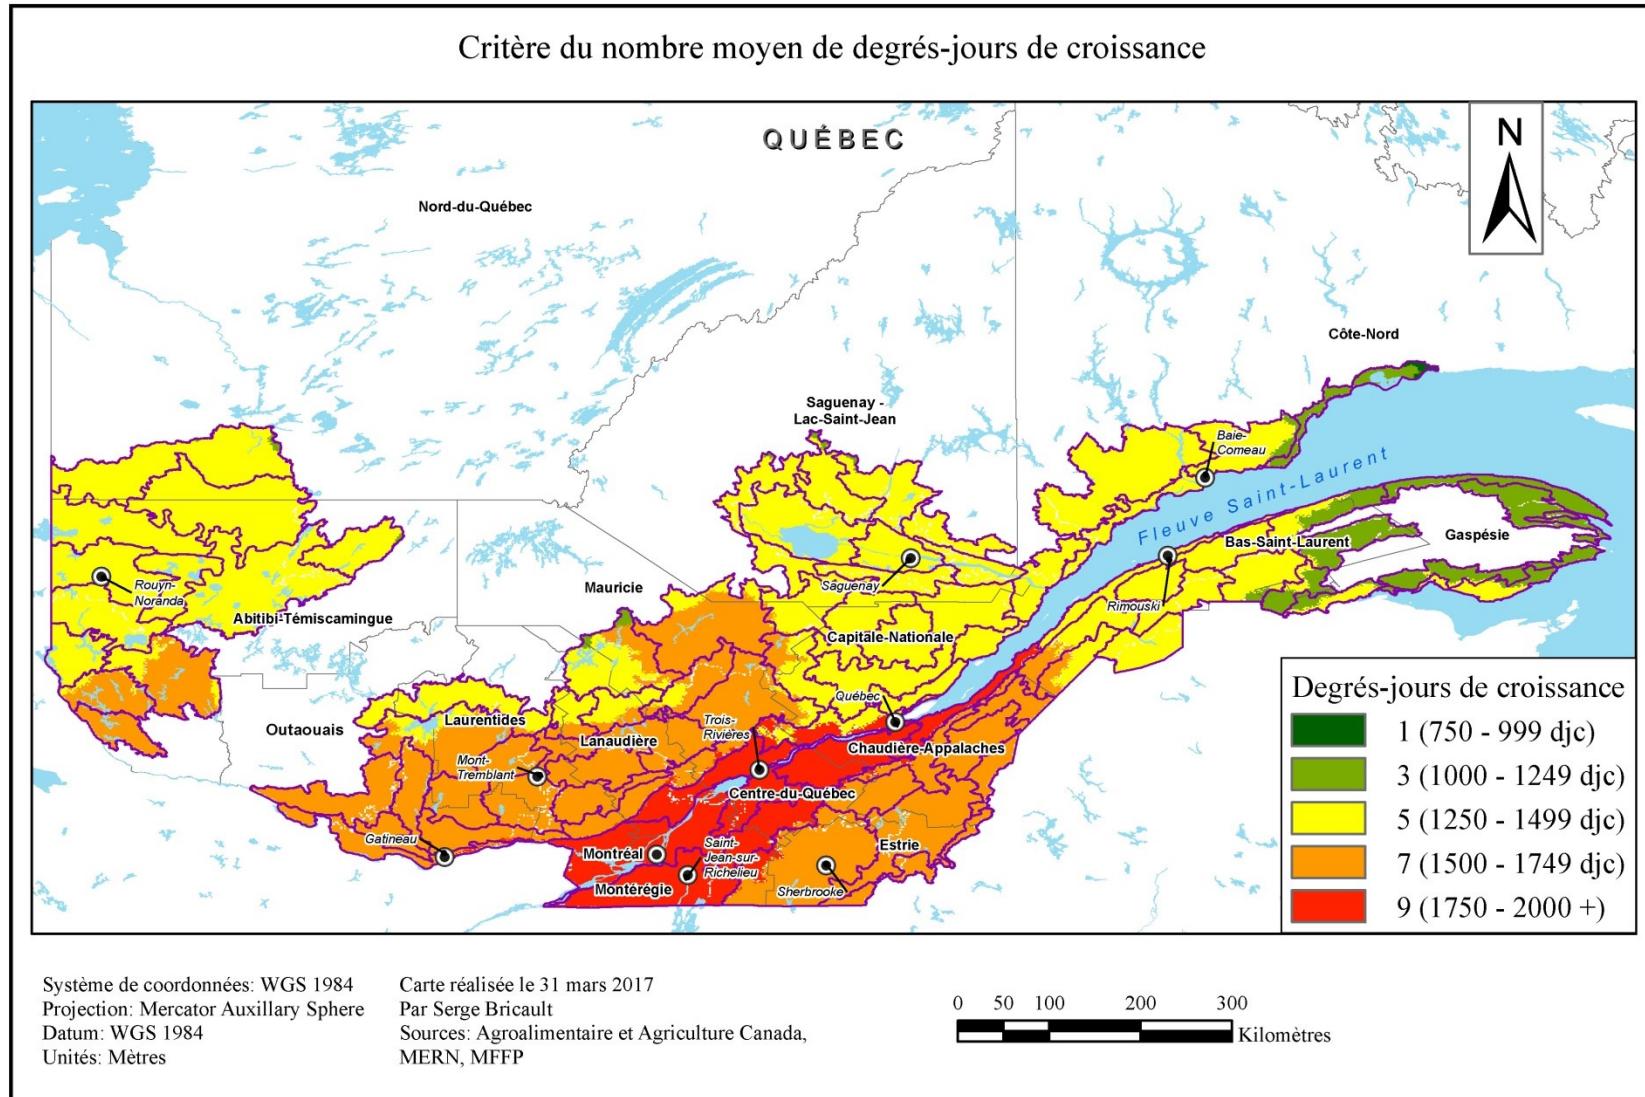 Critère du nombre moyen de degrés-jours de croissance
QUÉBEC
N
Nord-du-Québec
Côte-Nord
Saguenay -
Lac-Saint-Jean
Baie-
Comeau
Fleuve Saint-Laurent
Bas-Saint-Laurent
Gaspésie
Rouyn-
Noranda
Mauricie
Saguenay
Rimouski
Abitibi-Témiscamingue
Capitale-Nationale
Québec
Outaouais
Laurentides
Lanaudière
Trois-
Rivières
Chaudière-Appalaches
Mont-
Tremblant
Centre-du-Québec
Gatineau
Montréal
Saint-
Jean-sur-
Richelieu
Estrie
Montérégie
Sherbrooke
Degrés-jours de croissance
1 (750 - 999 djc)
3 (1000 - 1249 djc)
5 (1250 - 1499 djc)
7 (1500 - 1749 djc)
9 (1750 - 2000 +)
Système de coordonnées: WGS 1984
Projection: Mercator Auxillary Sphere
Datum: WGS 1984
Unités: Mètres
Carte réalisée le 31 mars 2017
Par Serge Bricault
Sources: Agroalimentaire et Agriculture Canada,
MERN, MFFP
0 50 100 200 300
Kilomètres